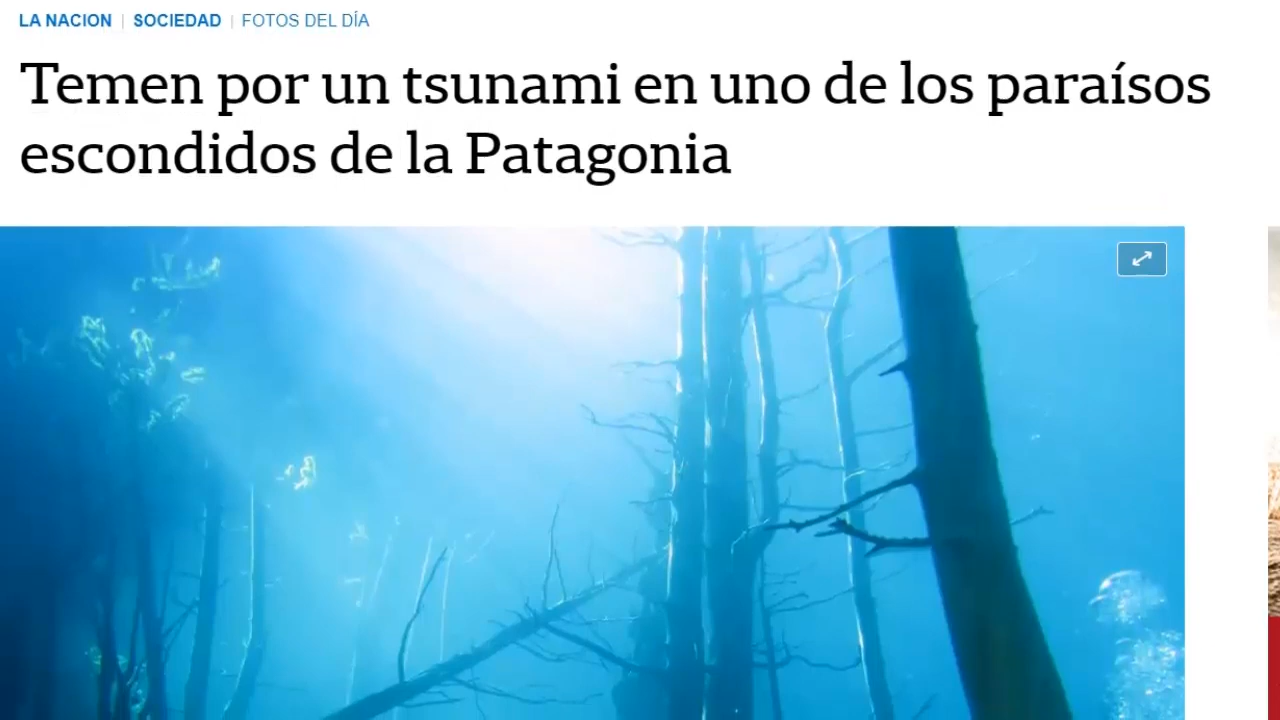 LA NACION | SOCIEDAD | FOTOS DEL DÍA
Temen por un tsunami en uno de los paraísos
escondidos de la Patagonia